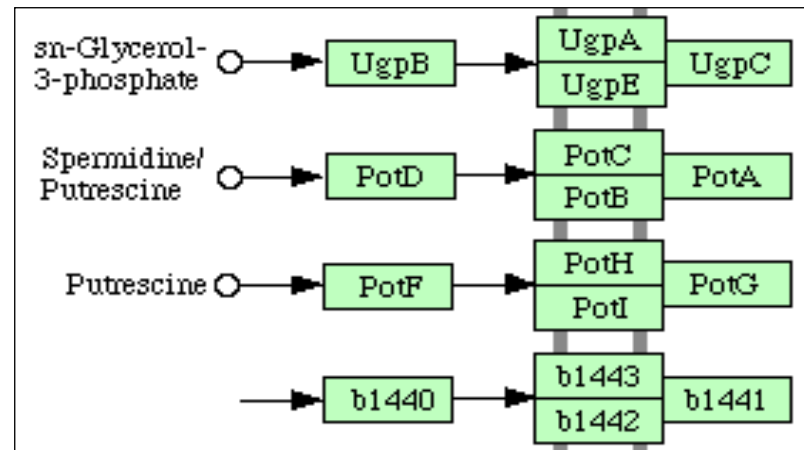 sn-Glycerol-
3-phosphate
UgpB
UgpA
UgpE
UgpC
Spermidine/
Putrescine
PotD
PotC
PotB
PotA
Putrescine
PotF
PotH
PotI
PotG
b1440
b1443
b1442
b1441